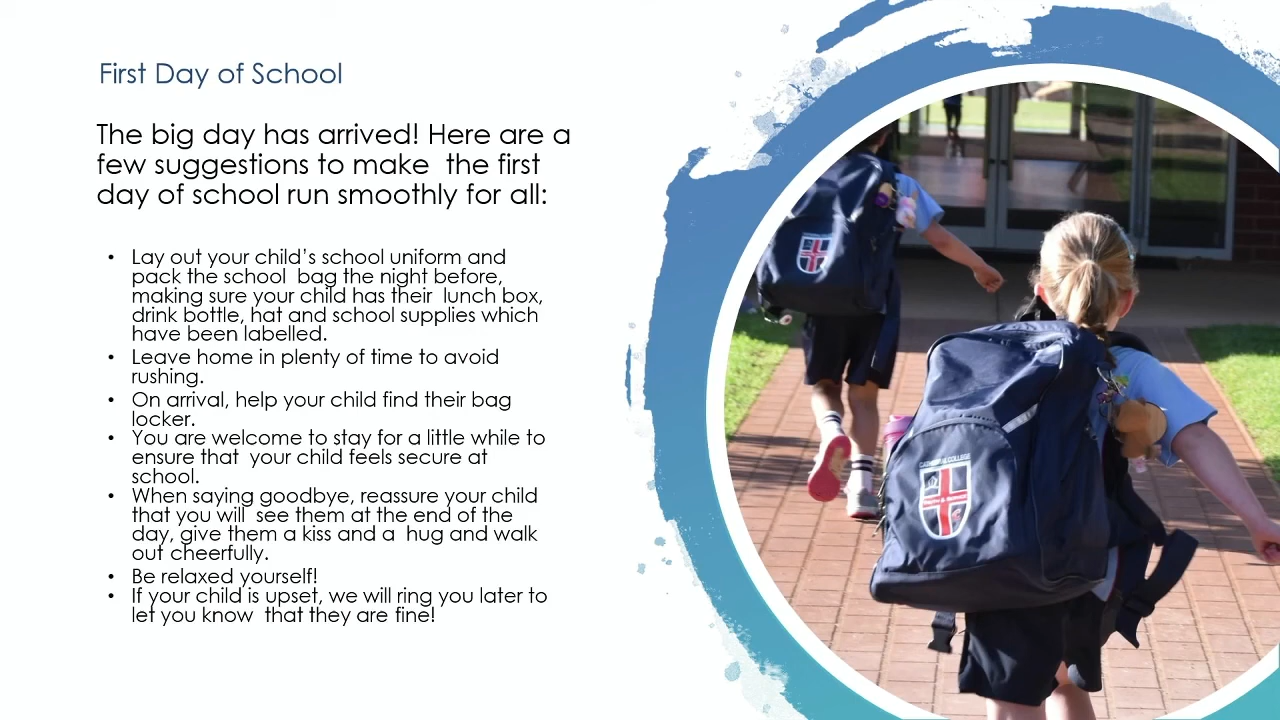 First Day of School
The big day has arrived! Here are a
few suggestions to make  the first
day of school run smoothly for all:
• Lay out your child’s school uniform and
pack the school  bag the night before,
making sure your child has their  lunch box,
drink bottle, hat and school supplies which
have been labelled.
• Leave home in plenty of time to avoid
rushing.
• On arrival, help your child find their bag
locker.
• You are welcome to stay for a little while to
ensure that  your child feels secure at
school.
• When saying goodbye, reassure your child
that you will  see them at the end of the
day, give them a kiss and a  hug and walk
out cheerfully.
• Be relaxed yourself!
• If your child is upset, we will ring you later to
let you know  that they are fine!